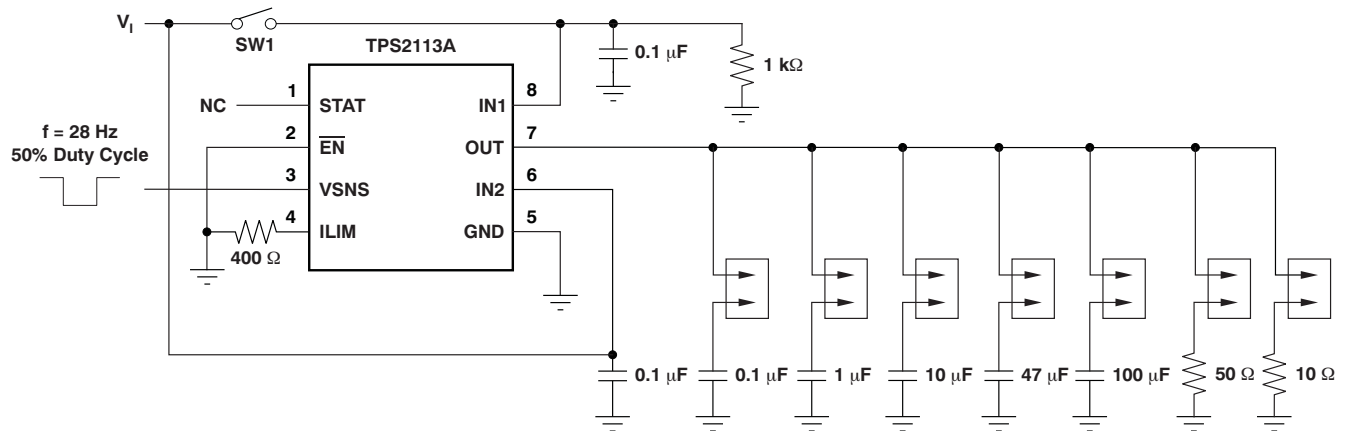 V_I
SW1
TPS2113A
0.1 μF
1 kΩ
NC
1
STAT
IN1
8
f = 28 Hz
50% Duty Cycle
2
E̅N̅
OUT
7
3
VSNS
IN2
6
4
ILIM
GND
5
400 Ω
0.1 μF
0.1 μF
1 μF
10 μF
47 μF
100 μF
50 Ω
10 Ω